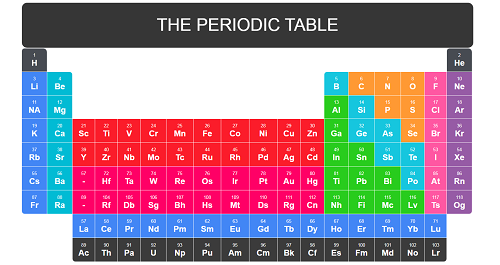 THE PERIODIC TABLE
1 2
H He
3 4 5 6 7 8 9 10
Li Be B C N O F Ne
11 12 13 14 15 16 17 18
NA Mg Al Si P S Cl Ar
19 20 21 22 23 24 25 26 27 28 29 30 31 32 33 34 35 36
K Ca Sc Ti V Cr Mn Fe Co Ni Cu Zn Ga Ge As Se Br Kr
37 38 39 40 41 42 43 44 45 46 47 48 49 50 51 52 53 54
Rb Sr Y Zr Nb Mo Tc Ru Rh Pd Ag Cd In Sn Sb Te I Xe
55 56 57 72 73 74 75 76 77 78 79 80 81 82 83 84 85 86
Cs Ba - Hf Ta W Re Os Ir Pt Au Hg Ti Pb BI Po At Rn
87 88 89 104 105 106 107 108 109 110 111 112 113 114 115 116 117 118
Fr Ra - Rf Db Sg Bh Hs Mt Ds Rg Cn Nh Fl Mc Lv Ts Og
57 58 59 60 61 62 63 64 65 66 67 68 69 70 71
La Ce Pr Nd Pm Sm Eu Gd Tb Dy Ho Er Tm Yb Lu
89 90 91 92 93 94 95 96 97 98 99 100 101 102 103
Ac Th Pa U Np Pu Am Cm Bk Cf Es Fm Md No Lr